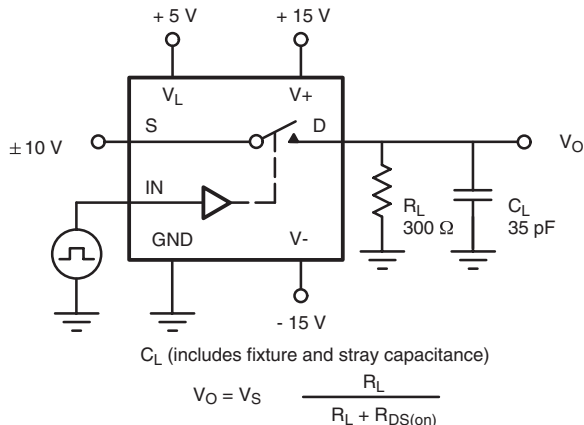 + 5 V
+ 15 V
V_L
V+
S
D
± 10 V
V_O
IN
R_L
300 Ω
C_L
35 pF
GND
V-
- 15 V
C_L (includes fixture and stray capacitance)
V_O = V_S R_L
R_L + R_DS(on)